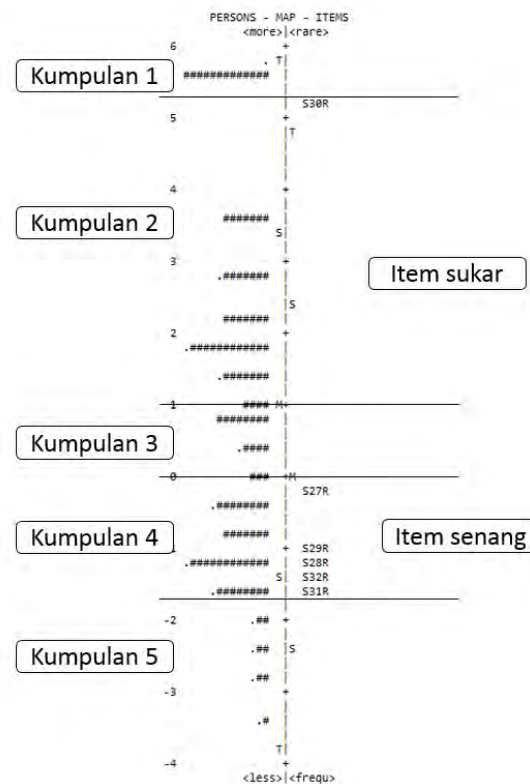 PERSONS - MAP - ITEMS
<more>|<rare>
6 +
. T|
Kumpulan 1 ############# |
| S30R
5 +
|T
4 +
Kumpulan 2 ####### |
S|
3 +
Item sukar
.####### |
|S
####### |
2 +
.############ |
.####### |
1 #### M+
######## |
Kumpulan 3 .#### |
0 ### +M
| S27R
.######## |
Kumpulan 4 ####### | Item senang
1 + S29R
.############ | S28R
S| S32R
.######## | S31R
-2 .## +
Kumpulan 5 .## |S
.## |
-3 +
.# |
T|
-4 +
<less>|<frequ>